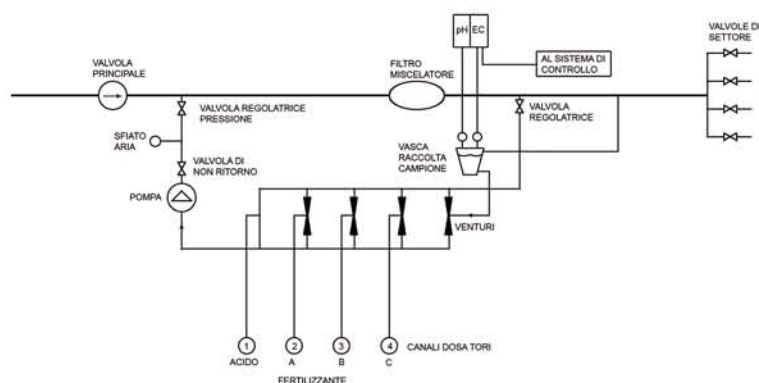 pH EC
VALVOLE DI
SETTORE
VALVOLA
PRINCIPALE
FILTRO
MISCELATORE
AL SISTEMA DI
CONTROLLO
VALVOLA REGOLATRICE
PRESSIONE
VALVOLA
REGOLATRICE
SFIATO
ARIA
VASCA
RACCOLTA
CAMPIONE
VALVOLA DI
NON RITORNO
POMPA
VENTURI
1 2 3 4
CANALI DOSA TORI
ACIDO A B C
FERTILIZZANTE